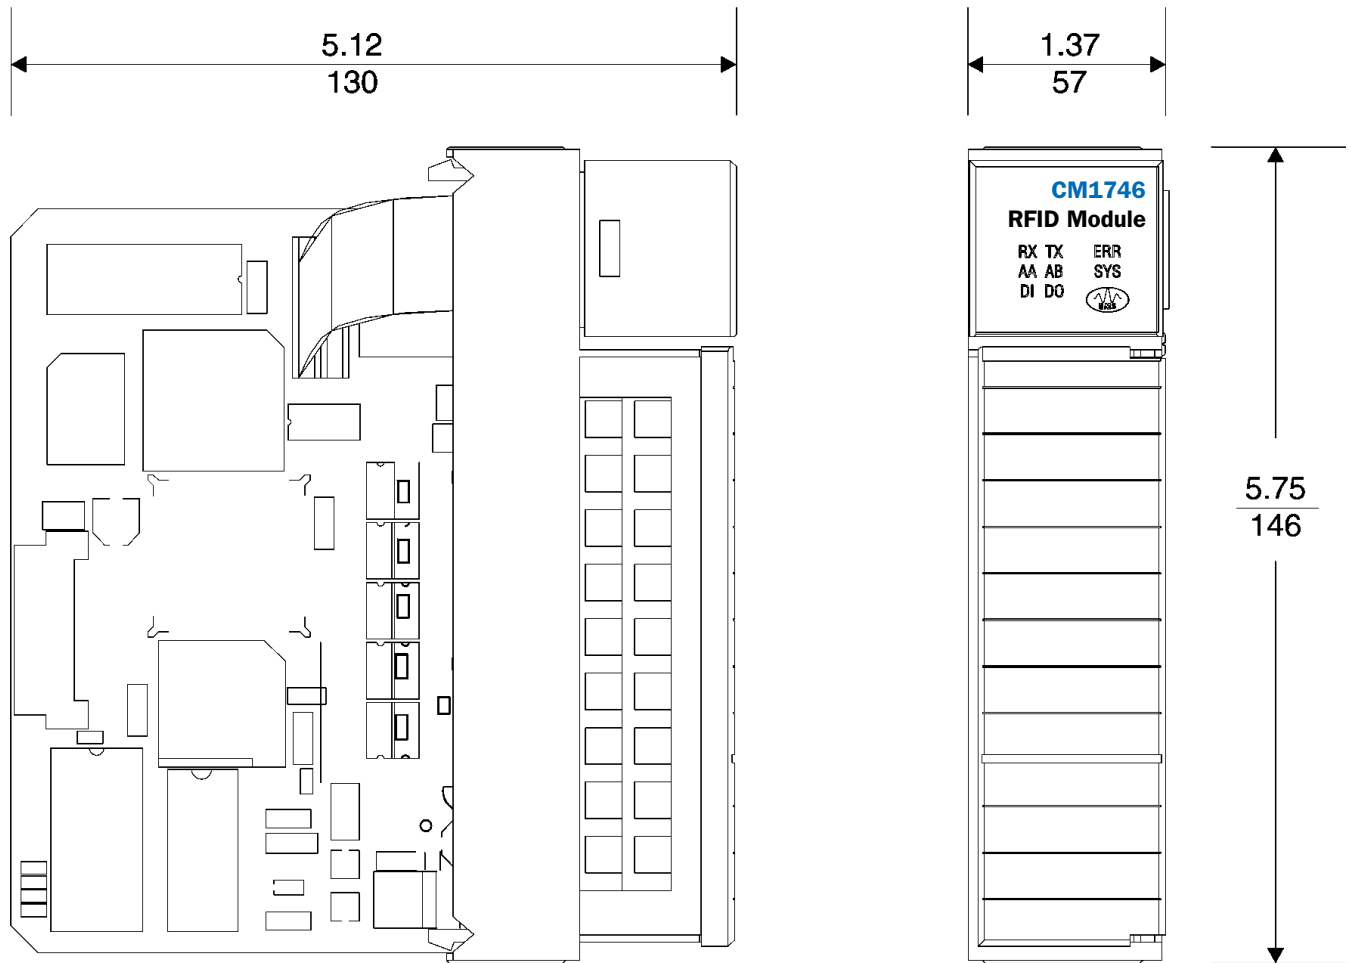 5.12
130
1.37
57
CM1746
RFID Module
RX TX ERR
AA AB SYS
DI DO
5.75
146